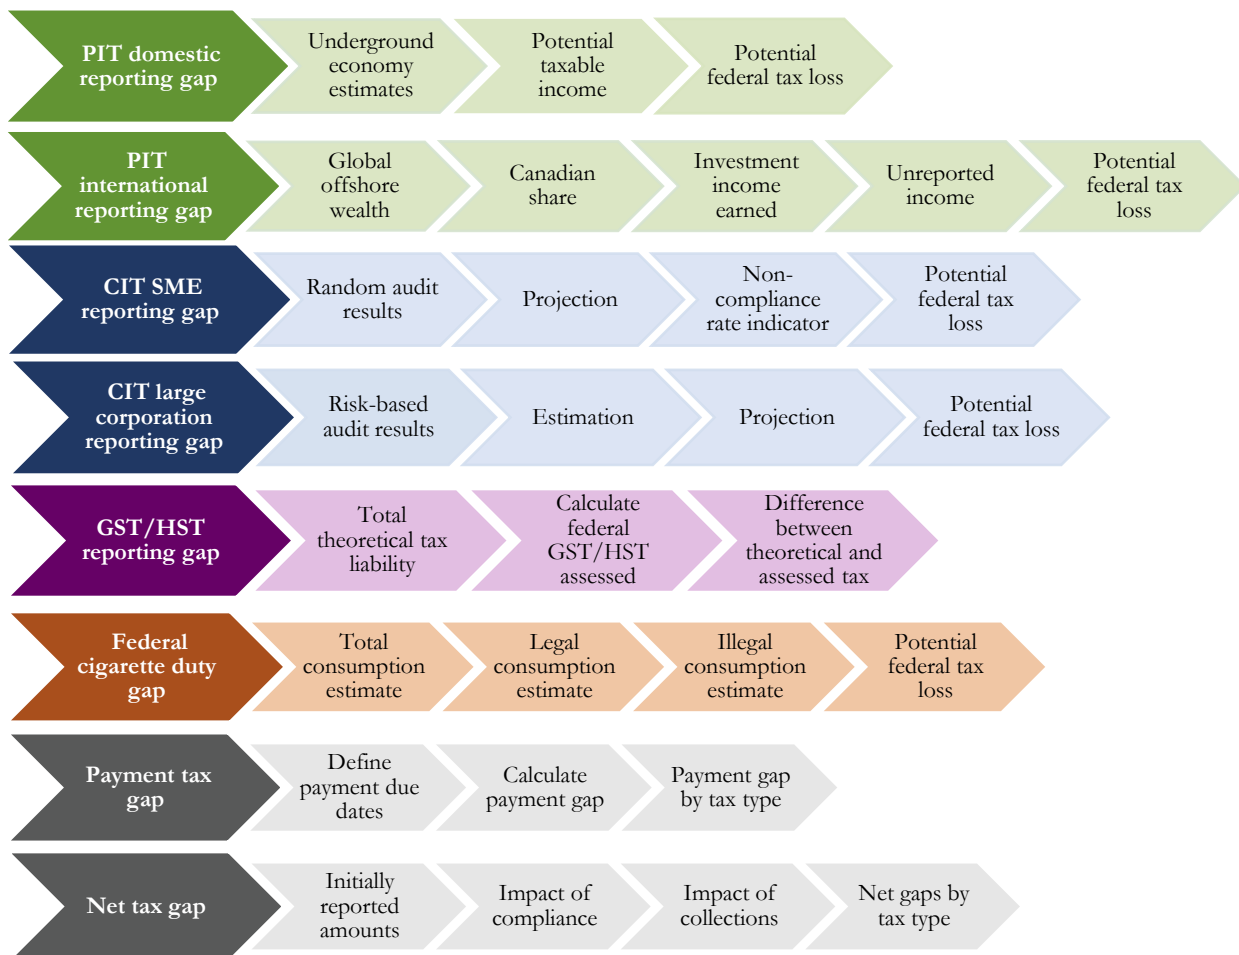 PIT domestic
reporting gap
Underground
economy
estimates
Potential
taxable
income
Potential
federal tax loss
PIT
international
reporting gap
Global
offshore
wealth
Canadian
share
Investment
income
earned
Unreported
income
Potential
federal tax
loss
CIT SME
reporting gap
Random audit
results
Projection
Non-
compliance
rate indicator
Potential
federal tax
loss
CIT large
corporation
reporting gap
Risk-based
audit results
Estimation
Projection
Potential
federal tax loss
GST/HST
reporting gap
Total
theoretical tax
liability
Calculate
federal
GST/HST
assessed
Difference
between
theoretical and
assessed tax
Federal
cigarette duty
gap
Total
consumption
estimate
Legal
consumption
estimate
Illegal
consumption
estimate
Potential
federal tax
loss
Payment tax
gap
Define
payment due
dates
Calculate
payment gap
Payment gap
by tax type
Net tax gap
Initially
reported
amounts
Impact of
compliance
Impact of
collections
Net gaps by
tax type